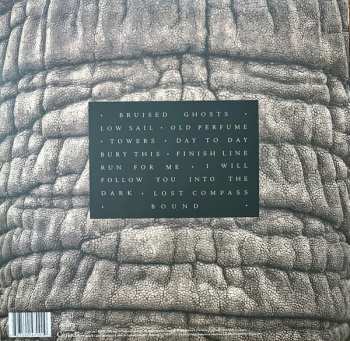 • BRUISED GHOSTS •
LOW SAIL • OLD PERFUME
• TOWERS • DAY TO DAY
BURY THIS • FINISH LINE
RUN FOR ME • I WILL
FOLLOW YOU INTO THE
DARK • LOST COMPASS
• BOUND •